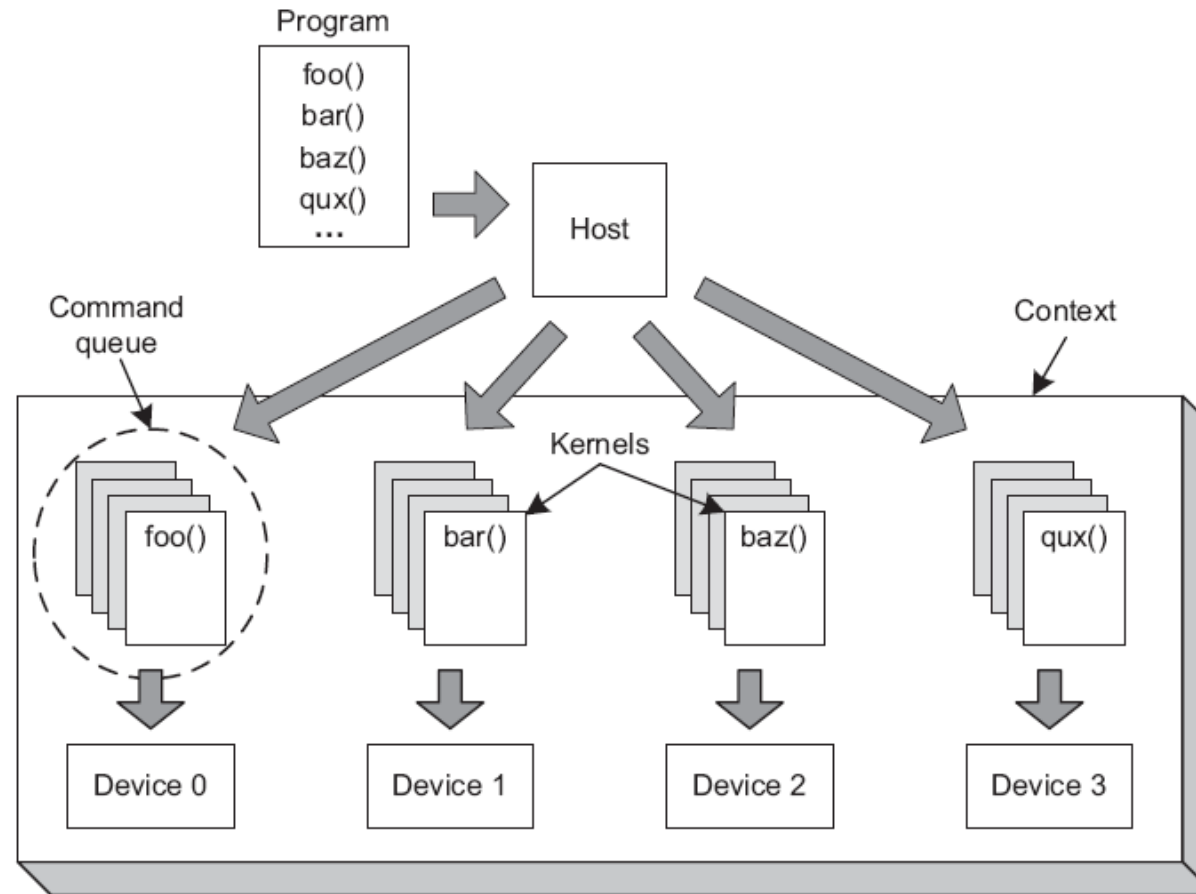 Program
foo()
bar()
baz()
qux()
...
Host
Command
queue
Context
Kernels
foo()
bar()
baz()
qux()
Device 0
Device 1
Device 2
Device 3